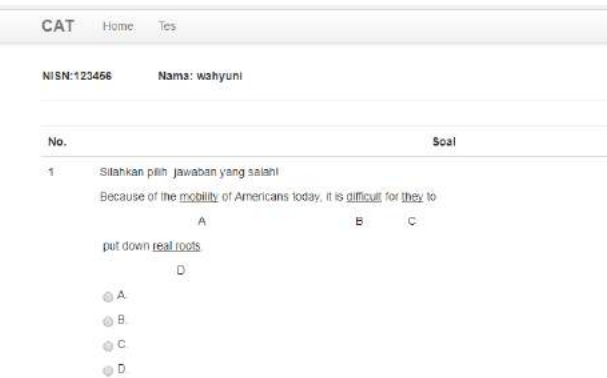 CAT Home Tes
NISN:123456 Nama: wahyuni
No. Soal
1 Silahkan pilih jawaban yang salah!
Because of the mobility of Americans today, it is difficult for they to
A B C
put down real roots.
D
A.
B.
C.
D.